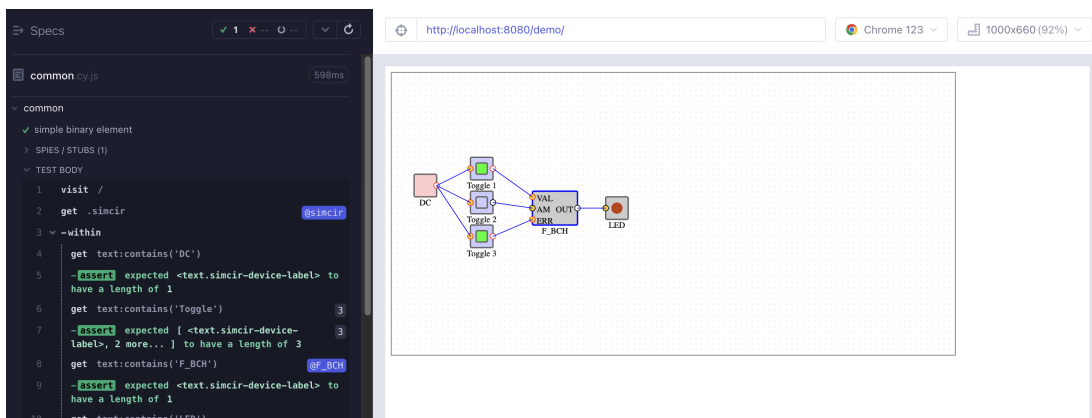 Specs
1 -- --
common.cy.js 598ms
common
simple binary element
SPIES / STUBS (1)
TEST BODY
1 visit /
2 get .simcir @simcir
3 -within
4 get text:contains('DC')
5 -assert expected <text.simcir-device-label> to
have a length of 1
6 get text:contains('Toggle') 3
7 -assert expected [ <text.simcir-device- 3
label>, 2 more... ] to have a length of 3
8 get text:contains('F_BCH') @F_BCH
9 -assert expected <text.simcir-device-label> to
have a length of 1
http://localhost:8080/demo/
Chrome 123
1000x660 (92%)
DC
Toggle 1
Toggle 2
Toggle 3
VAL
AM OUT
ERR
F_BCH
LED